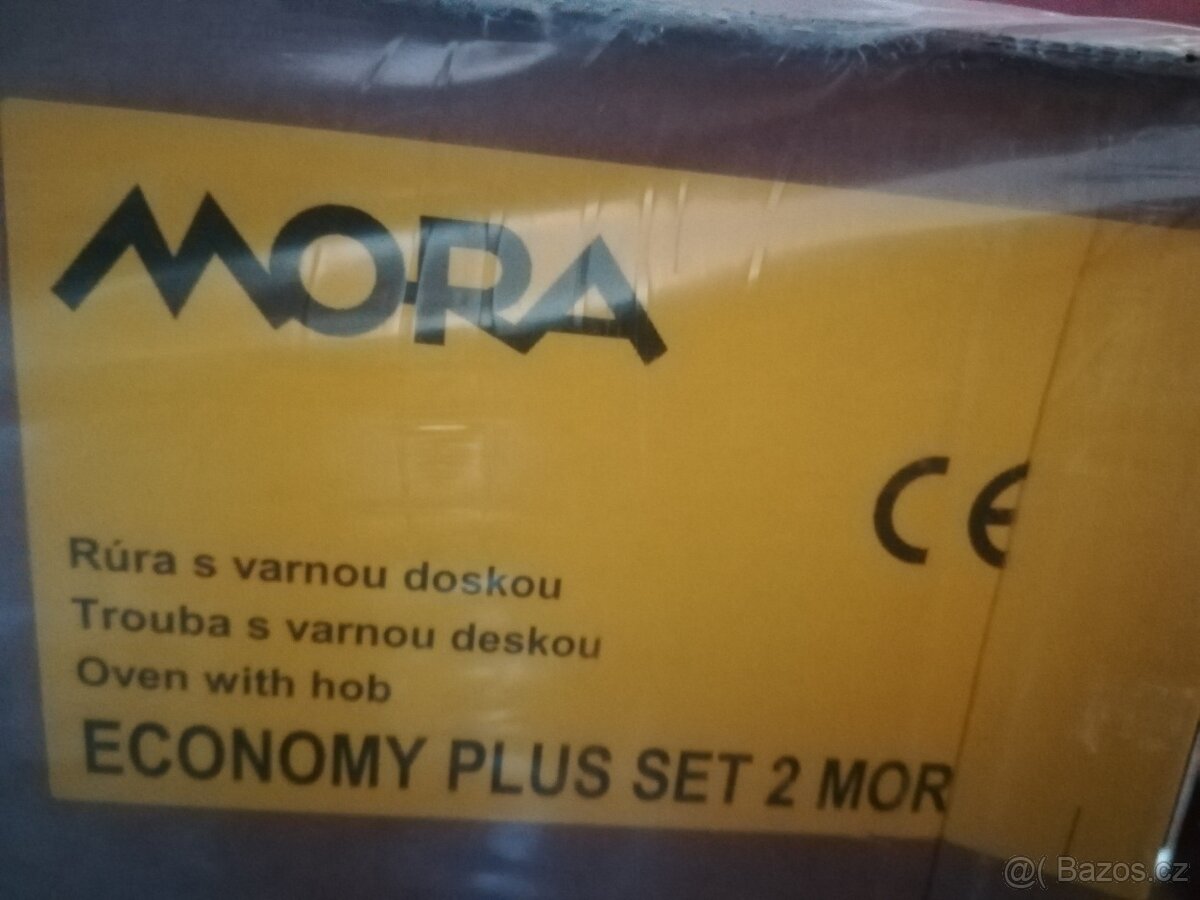 MORA
CE
Rúra s varnou doskou
Trouba s varnou deskou
Oven with hob
ECONOMY PLUS SET 2 MOR
@( Bazos.cz